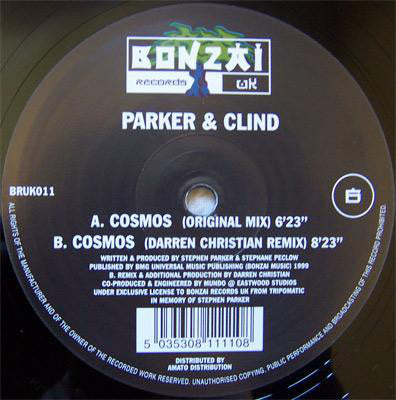 BONZAI
RECORDS UK
PARKER & CLIND
BRUK011
A. COSMOS (ORIGINAL MIX) 6'23"
B. COSMOS (DARREN CHRISTIAN REMIX) 8'23"
WRITTEN & PRODUCED BY STEPHEN PARKER & STEPHANE PECLOW
PUBLISHED BY BMG UNIVERSAL MUSIC PUBLISHING (BONZAI MUSIC) 1999
B. REMIX & ADDITIONAL PRODUCTION BY DARREN CHRISTIAN
CO-PRODUCED & ENGINEERED BY MUNDO @ EASTWOOD STUDIOS
UNDER EXCLUSIVE LICENSE TO BONZAI RECORDS UK FROM TRIPOMATIC
IN MEMORY OF STEPHEN PARKER
5 035308 111108
DISTRIBUTED BY
AMATO DISTRIBUTION
ALL RIGHTS OF THE MANUFACTURER AND OF THE OWNER OF THE RECORDED WORK RESERVED. UNAUTHORISED COPYING, PUBLIC PERFORMANCE AND BROADCASTING OF THIS RECORD PROHIBITED.